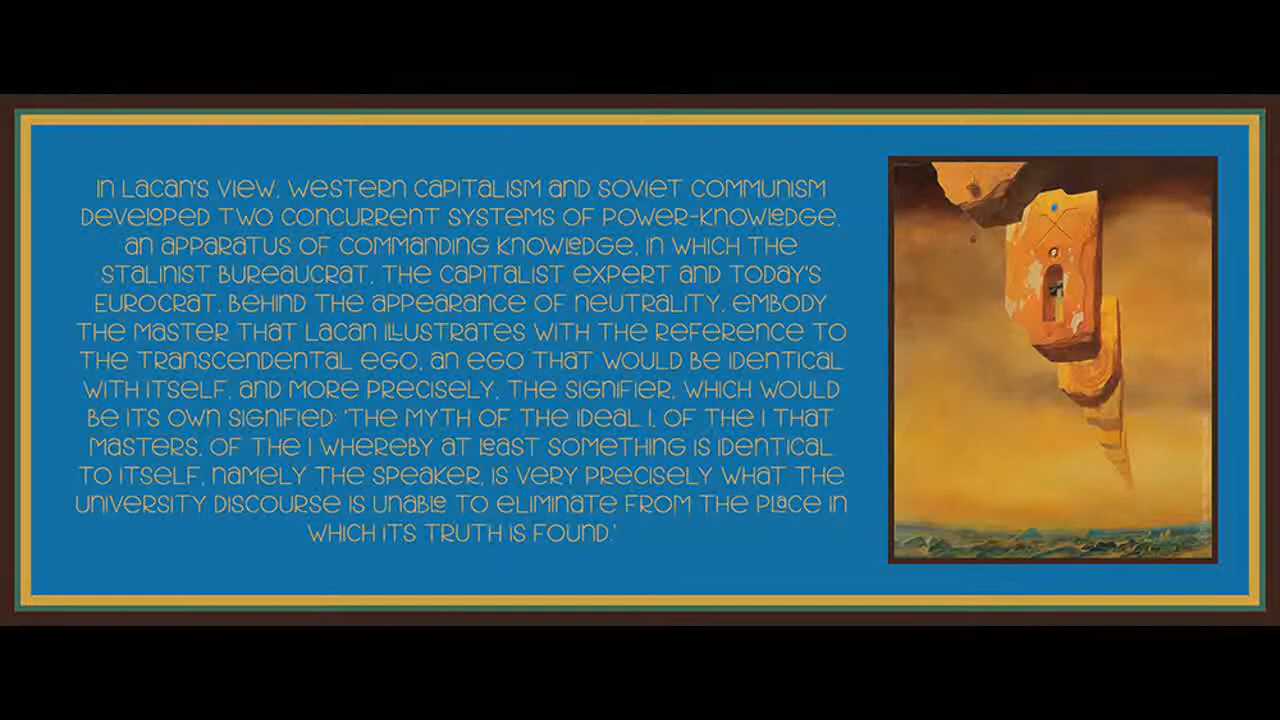 In Lacan's view, Western capitalism and Soviet communism
developed two concurrent systems of power-knowledge,
an apparatus of commanding knowledge, in which the
Stalinist bureaucrat, the capitalist expert and today's
Eurocrat, behind the appearance of neutrality, embody
the master that Lacan illustrates with the reference to
the transcendental ego, an ego that would be identical
with itself, and more precisely, the signifier, which would
be its own signified: 'The myth of the ideal I, of the I that
masters, of the I whereby at least something is identical
to itself, namely the speaker, is very precisely what the
university discourse is unable to eliminate from the place in
which its truth is found.'